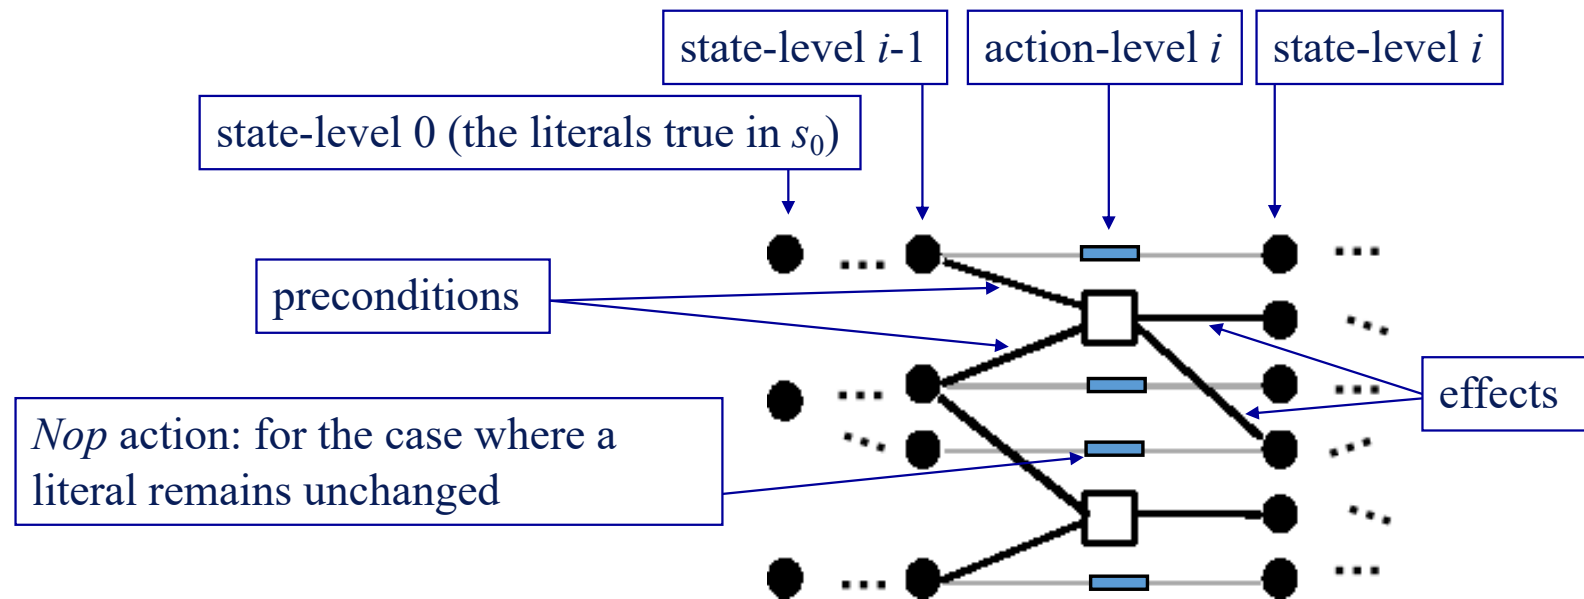 state-level i-1
action-level i
state-level i
state-level 0 (the literals true in s0)
preconditions
effects
Nop action: for the case where a
literal remains unchanged